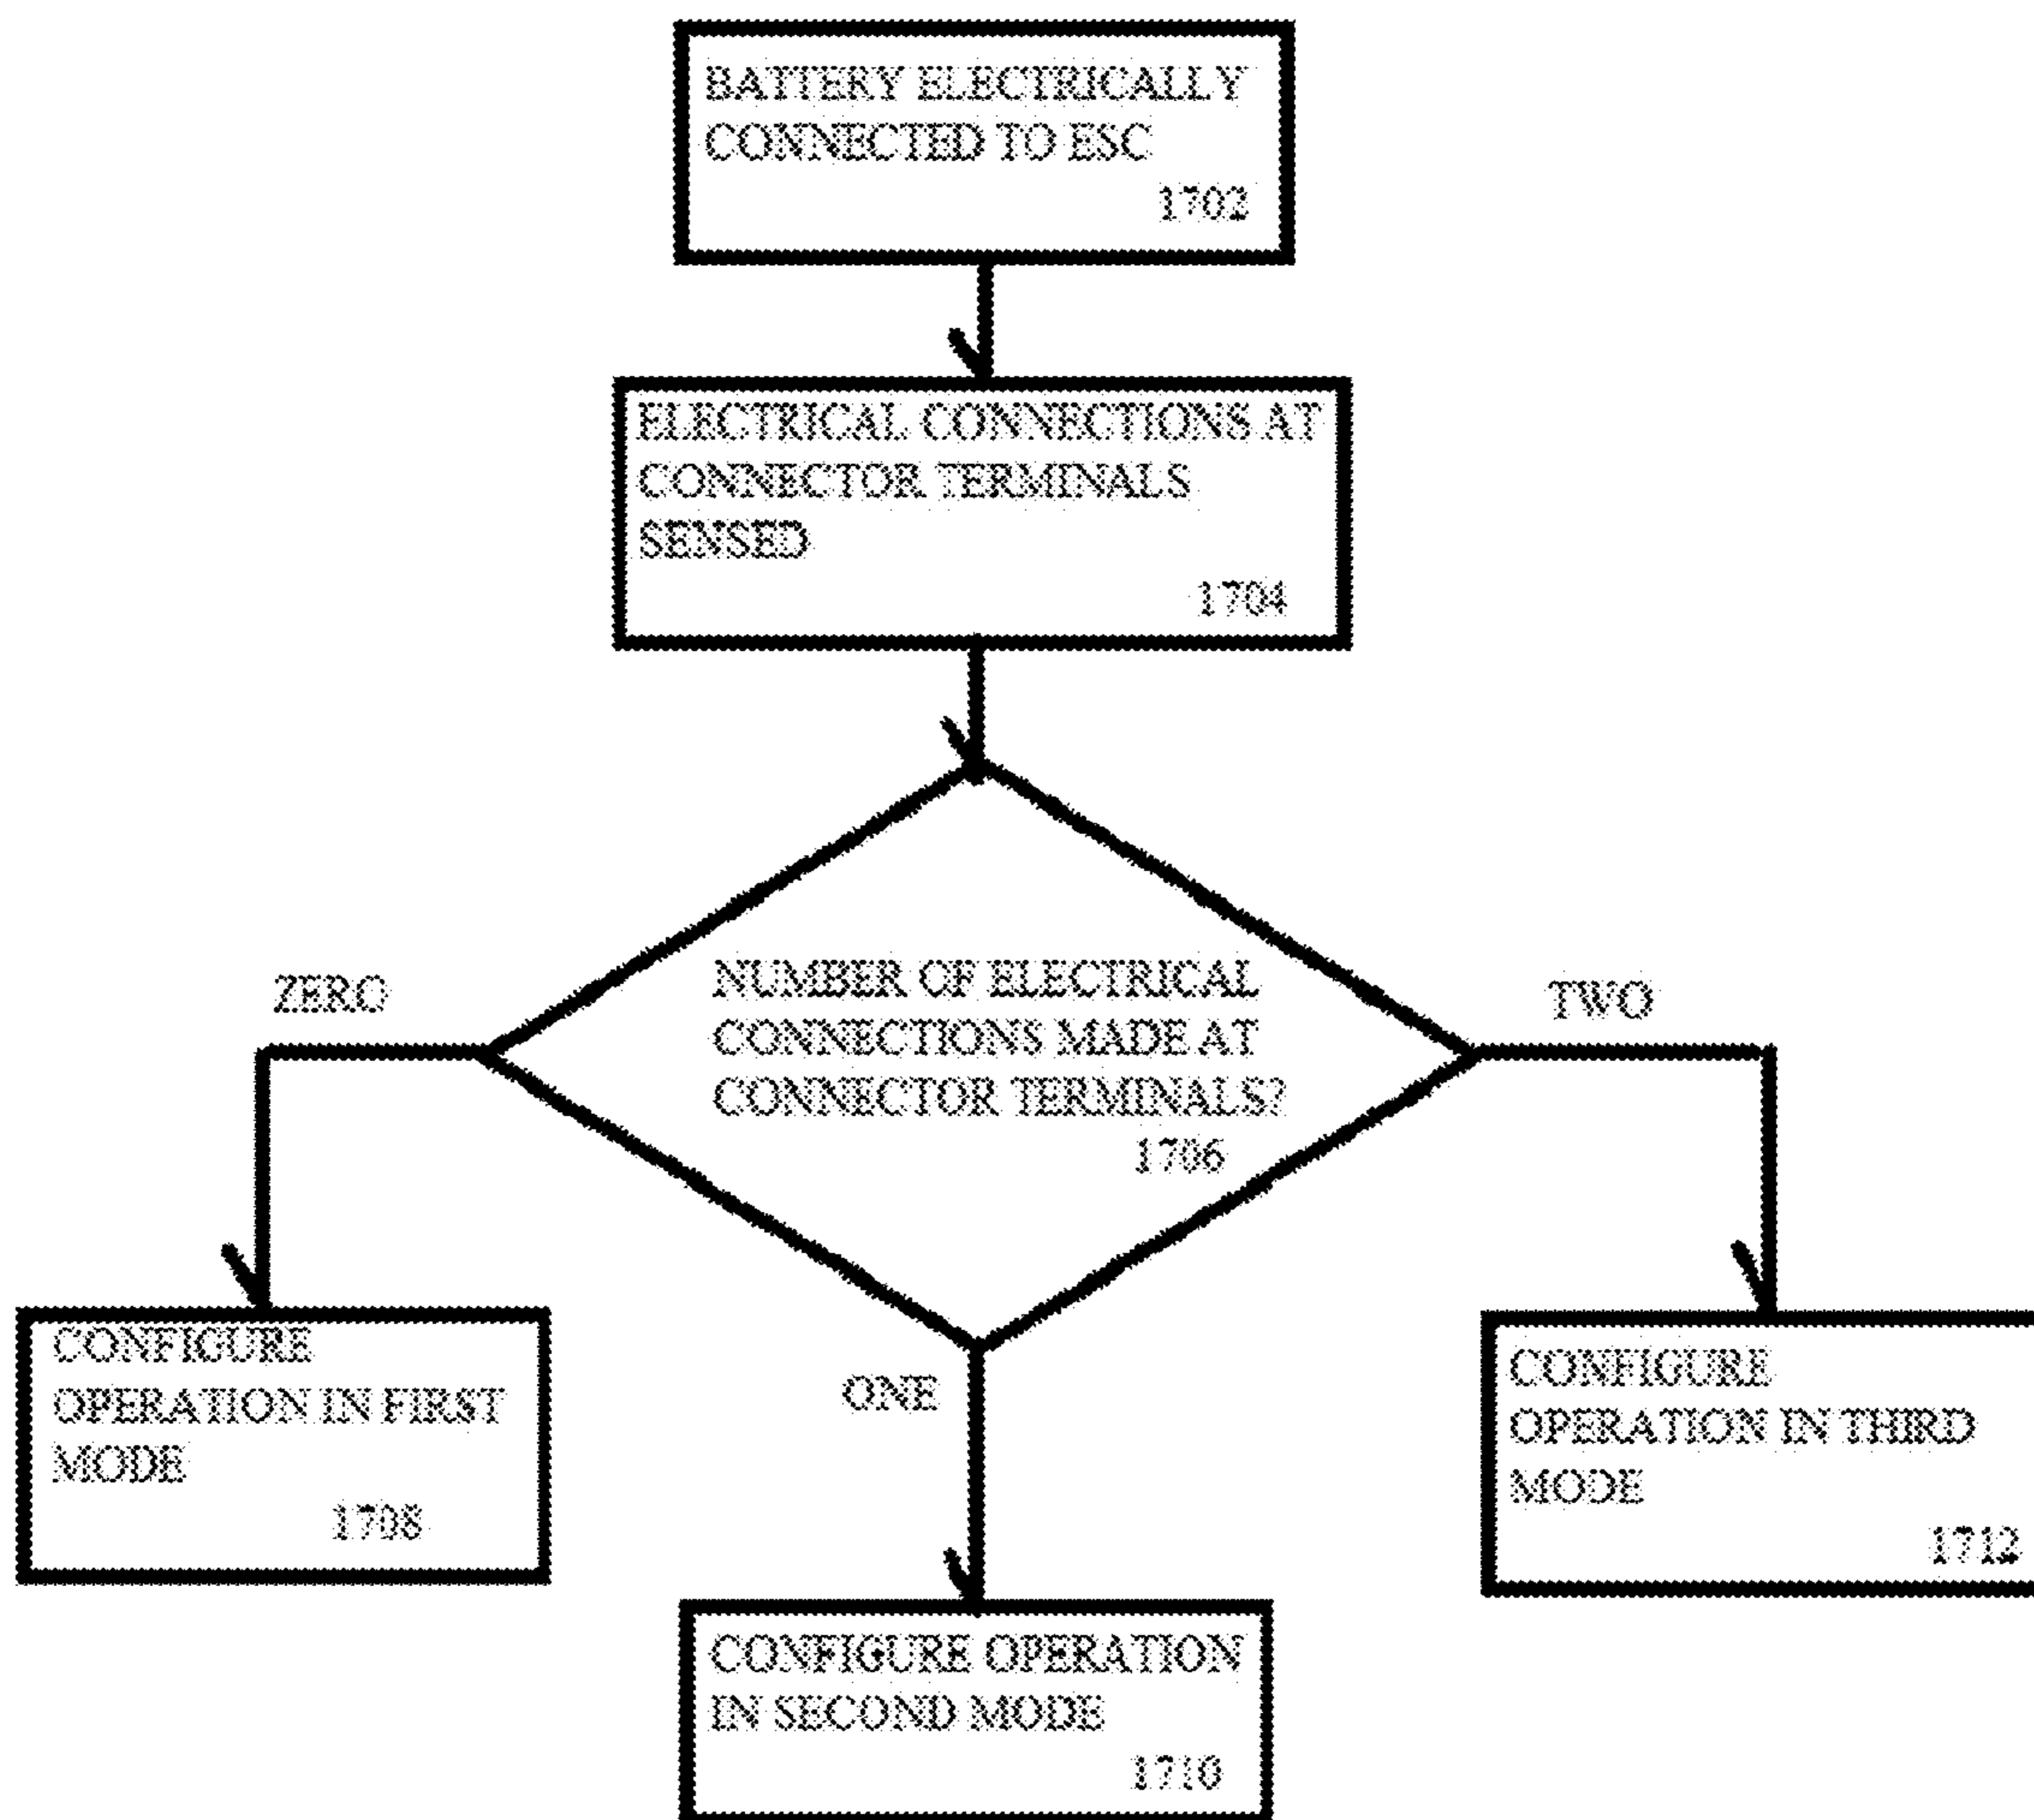 BATTERY ELECTRICALLY
CONNECTED TO ESC
1702
ELECTRICAL CONNECTIONS AT
CONNECTOR TERMINALS
SENSED
1704
NUMBER OF ELECTRICAL
CONNECTIONS MADE AT
CONNECTOR TERMINALS?
1706
ZERO
TWO
ONE
CONFIGURE
OPERATION IN FIRST
MODE
1708
CONFIGURE OPERATION
IN SECOND MODE
1710
CONFIGURE
OPERATION IN THIRD
MODE
1712